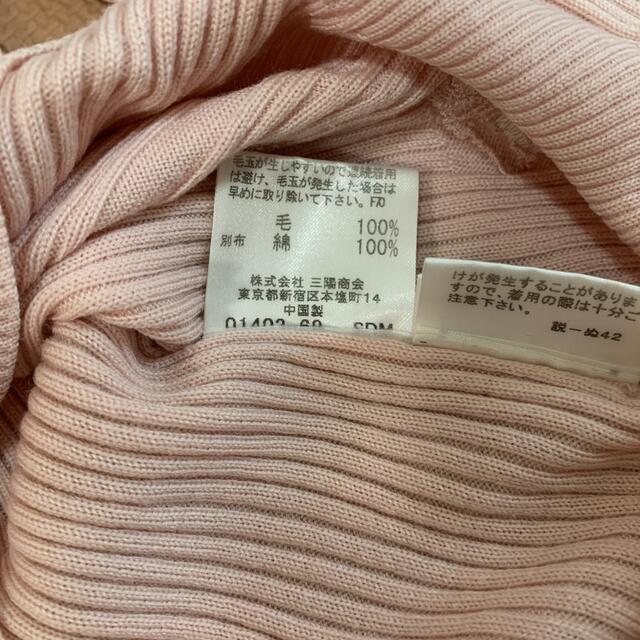 毛玉が生じやすいので連続着用
は避け、毛玉が発生した場合は
早めに取り除いて下さい。F70
毛 100%
別布 綿 100%
株式会社 三陽商会
東京都新宿区本塩町14
中国製
01402-60 SDM
けが発生することがありま
すので、着用の際は十分ご
注意下さい。
説ーぬ42